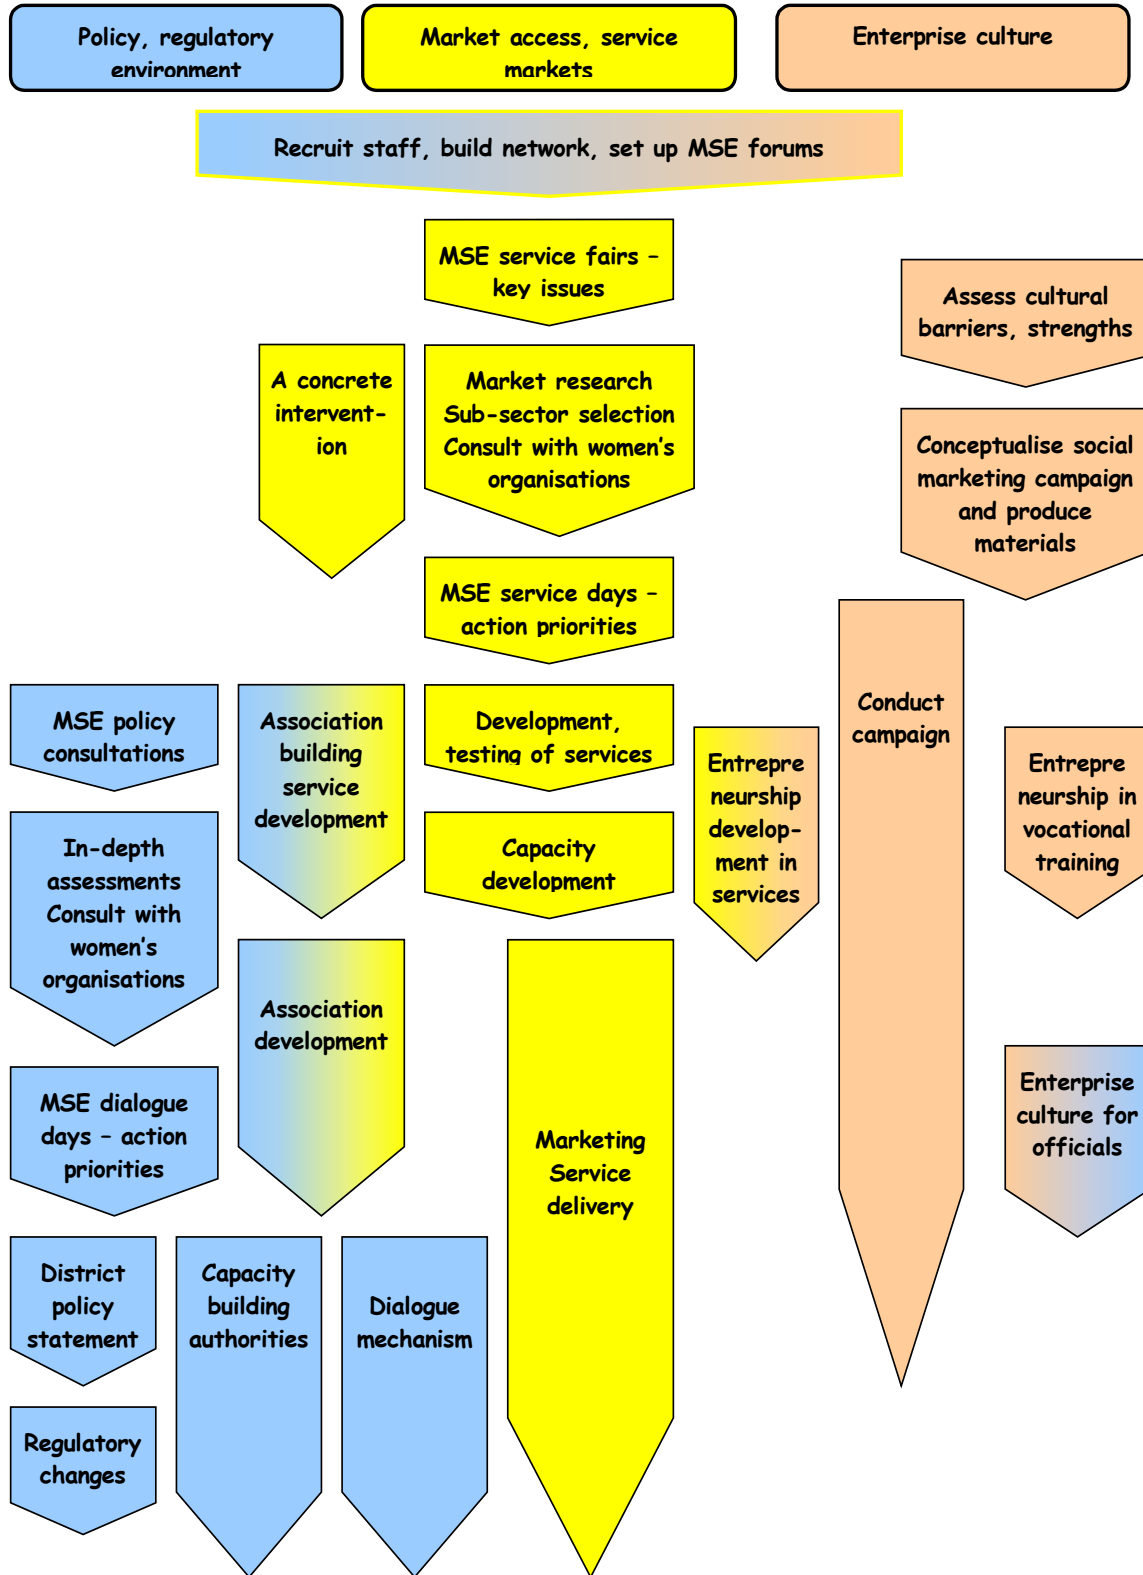 Policy, regulatory
environment
Market access, service
markets
Enterprise culture
Recruit staff, build network, set up MSE forums
MSE service fairs –
key issues
Assess cultural
barriers, strengths
A concrete
intervent-
ion
Market research
Sub-sector selection
Consult with women's
organisations
Conceptualise social
marketing campaign
and produce
materials
MSE service days –
action priorities
Conduct
campaign
MSE policy
consultations
Association
building
service
development
Development,
testing of services
Entrepre
neurship
develop-
ment in
services
Entrepre
neurship in
vocational
training
In-depth
assessments
Consult with
women's
organisations
Capacity
development
Association
development
MSE dialogue
days – action
priorities
Marketing
Service
delivery
Enterprise
culture for
officials
District
policy
statement
Capacity
building
authorities
Dialogue
mechanism
Regulatory
changes